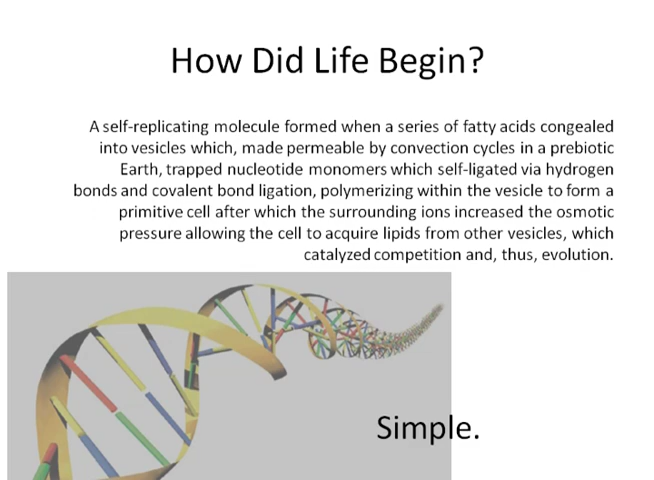 How Did Life Begin?
A self-replicating molecule formed when a series of fatty acids congealed
into vesicles which, made permeable by convection cycles in a prebiotic
Earth, trapped nucleotide monomers which self-ligated via hydrogen
bonds and covalent bond ligation, polymerizing within the vesicle to form a
primitive cell after which the surrounding ions increased the osmotic
pressure allowing the cell to acquire lipids from other vesicles, which
catalyzed competition and, thus, evolution.
Simple.